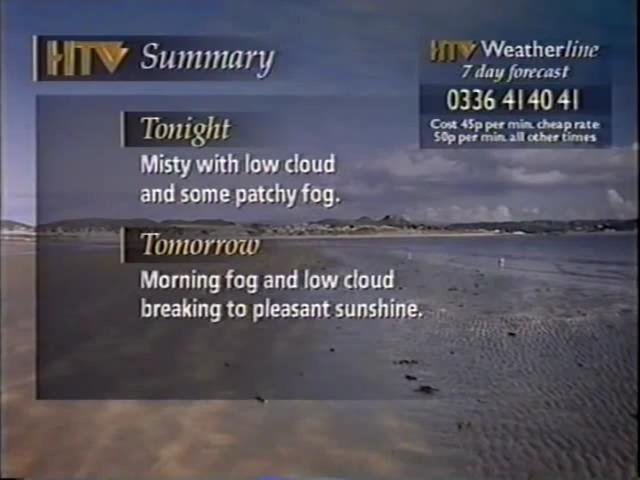 HTV Summary
HTV Weatherline
7 day forecast
0336 41 40 41
Cost 45p per min. cheap rate
50p per min. all other times
Tonight
Misty with low cloud
and some patchy fog.
Tomorrow
Morning fog and low cloud
breaking to pleasant sunshine.